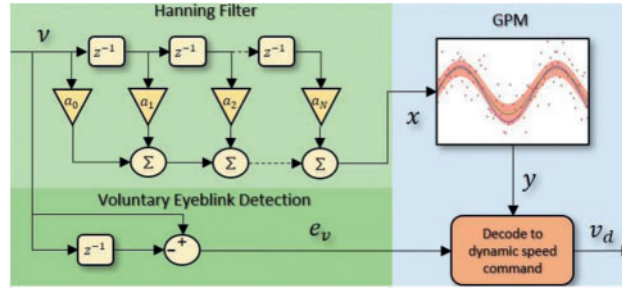 Hanning Filter
GPM
v
z⁻¹
z⁻¹
z⁻¹
a₀
a₁
a₂
a_N
x
Σ
Σ
Σ
y
Voluntary Eyeblink Detection
e_v
z⁻¹
- +
Decode to
dynamic speed
command
v_d